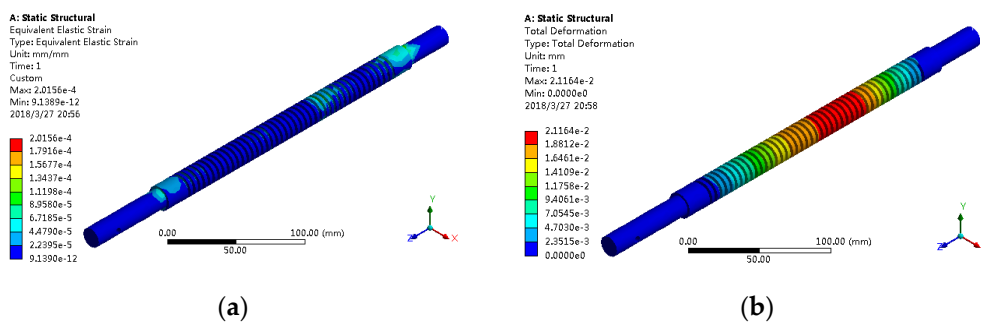 A: Static Structural
Equivalent Elastic Strain
Type: Equivalent Elastic Strain
Unit: mm/mm
Time: 1
Custom
Max: 2.0156e-4
Min: 9.1389e-12
2018/3/27 20:56
2.0156e-4
1.7916e-4
1.5677e-4
1.3437e-4
1.1198e-4
8.9580e-5
6.7185e-5
4.4790e-5
2.2395e-5
9.1390e-12
0.00
100.00 (mm)
50.00
Y
Z
X
(a)
A: Static Structural
Total Deformation
Type: Total Deformation
Unit: mm
Time: 1
Max: 2.1164e-2
Min: 0.0000e0
2018/3/27 20:58
2.1164e-2
1.8812e-2
1.6461e-2
1.4109e-2
1.1758e-2
9.4061e-3
7.0545e-3
4.7030e-3
2.3515e-3
0.0000e0
0.00
100.00 (mm)
50.00
Y
Z
(b)